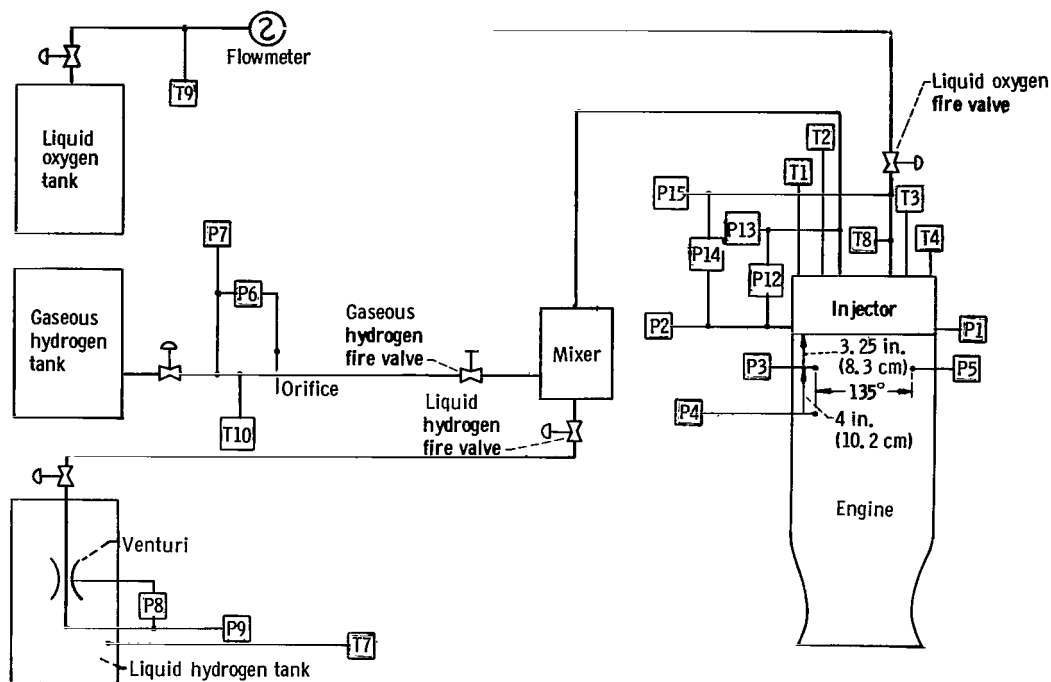 Flowmeter
T9
Liquid
oxygen
tank
Liquid oxygen
fire valve
T2
T1
P15
T3
P7
P13
T8
T4
P14
P12
P6
Gaseous
hydrogen
tank
Gaseous
hydrogen
fire valve
Mixer
P2
Injector
P1
3.25 in.
(8.3 cm)
P3
P5
135°
Orifice
Liquid
hydrogen
fire valve
P4
4 in.
(10.2 cm)
T10
Engine
Venturi
P8
P9
T7
Liquid hydrogen tank